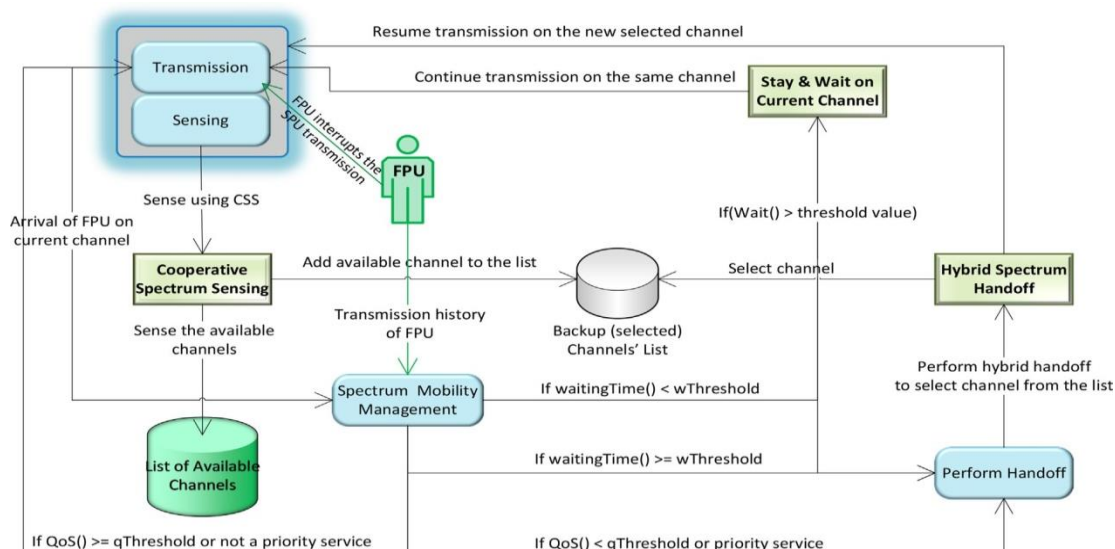 Resume transmission on the new selected channel
Transmission
Continue transmission on the same channel
Stay & Wait on
Current Channel
Sensing
FPU interrupts the
SPU transmission
FPU
Sense using CSS
Arrival of FPU on
current channel
If(Wait() > threshold value)
Cooperative
Spectrum Sensing
Add available channel to the list
Select channel
Hybrid Spectrum
Handoff
Sense the available
channels
Transmission history
of FPU
Backup (selected)
Channels' List
Perform hybrid handoff
to select channel from the list
Spectrum Mobility
Management
If waitingTime() < wThreshold
List of Available
Channels
If waitingTime() >= wThreshold
Perform Handoff
If QoS() >= qThreshold or not a priority service
If QoS() < qThreshold or priority service